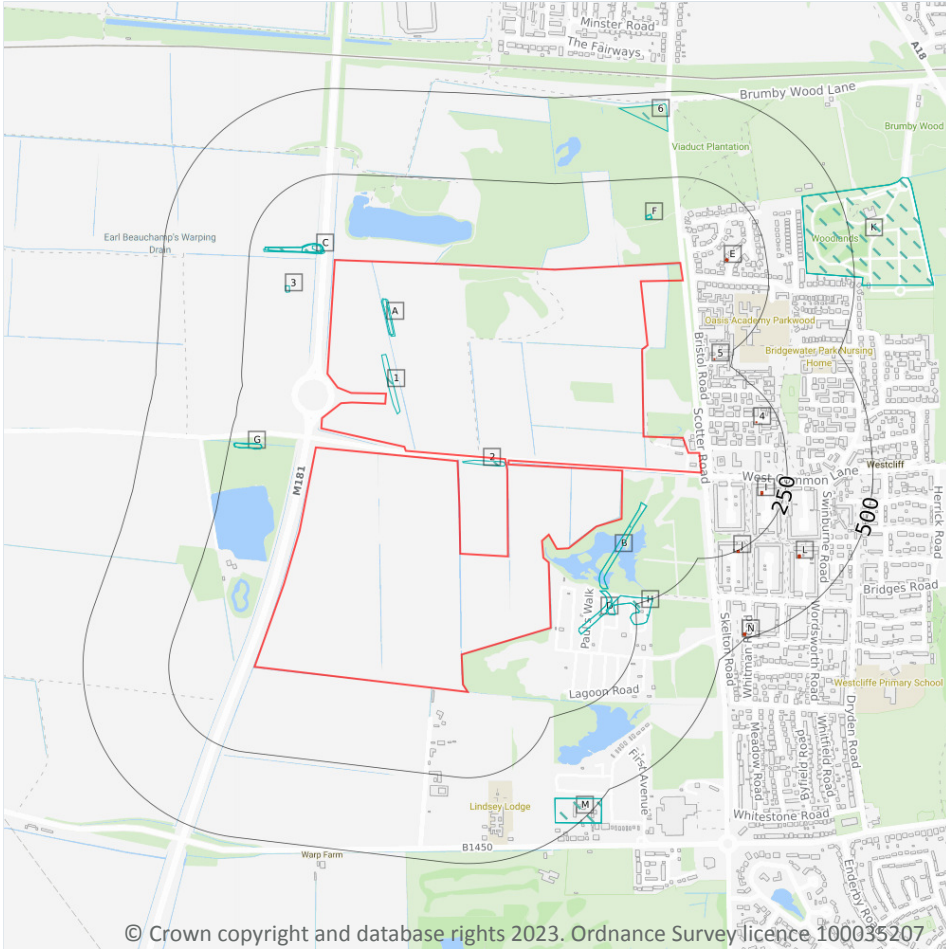 Minster Road
The Fairways
A18
Brumby Wood Lane
6
Brumby Wood
Viaduct Plantation
F
K
Woodlands
Earl Beauchamp's Warping
Drain
C
E
3
A
Oasis Academy Parkwood
5
Bristol Road
Bridgewater Park Nursing
Home
1
4
Scotter Road
G
2
West Common Lane
Westcliff
M181
I
250
500
Swinburne Road
Herrick Road
B
J
L
Bridges Road
D
H
Paul's Walk
N
Skelton Road
Whitman Road
Wordsworth Road
Westcliffe Primary School
Lagoon Road
Dryden Road
Meadow Road
Byfield Road
Whitfield Road
First Avenue
Lindsey Lodge
M
Whitestone Road
B1450
Warp Farm
Enderby Road
© Crown copyright and database rights 2023. Ordnance Survey licence 100035207.